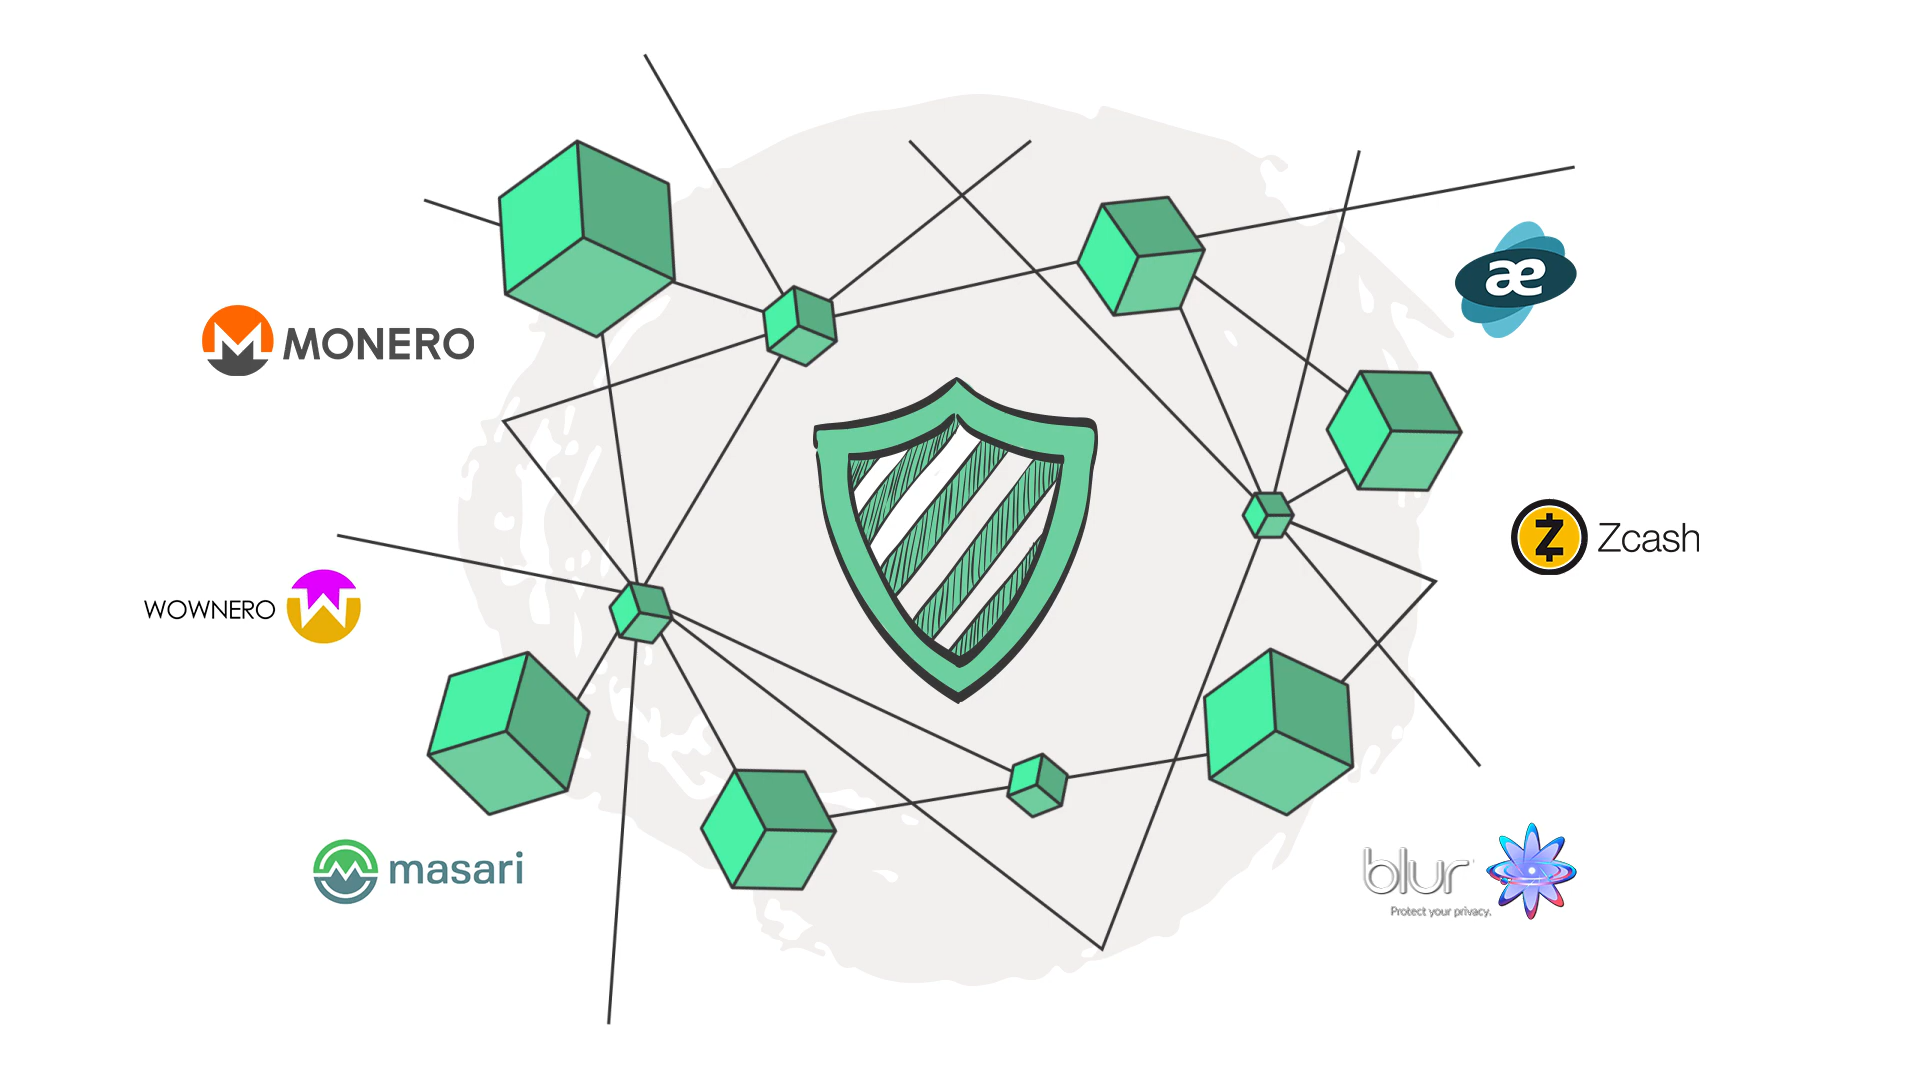 æ
MONERO
Zcash
WOWNERO
masari
blur
Protect your privacy.